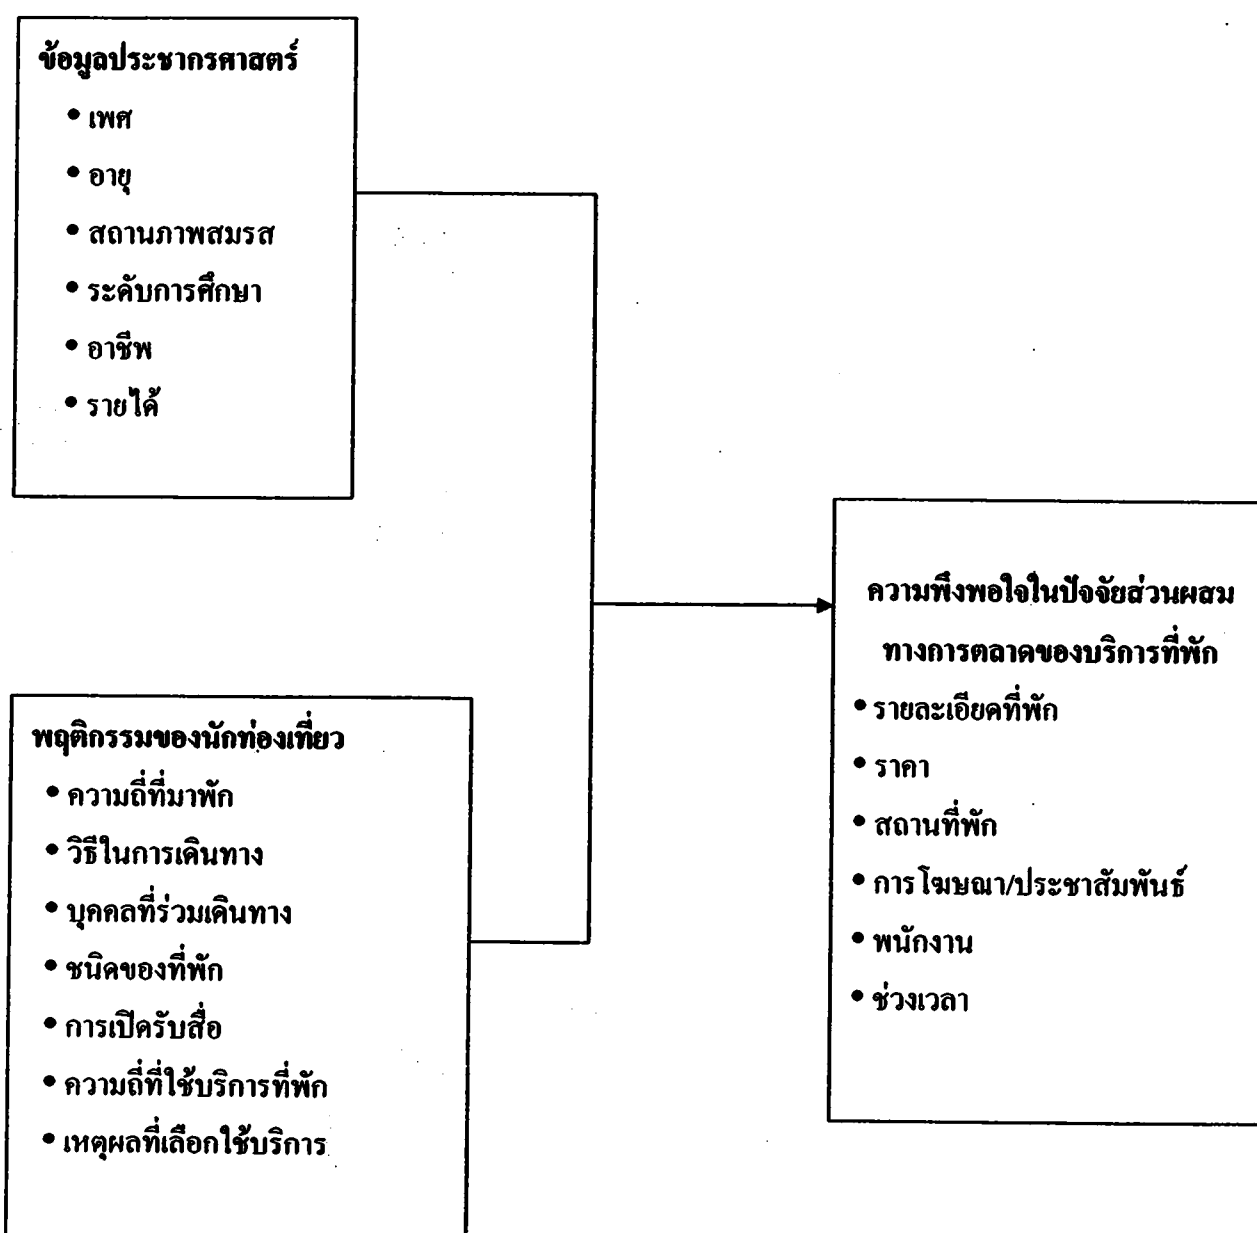 ข้อมูลประชากรศาสตร์
• เพศ
• อายุ
• สถานภาพสมรส
• ระดับการศึกษา
• อาชีพ
• รายได้
พฤติกรรมของนักท่องเที่ยว
• ความถี่ที่มาพัก
• วิธีในการเดินทาง
• บุคคลที่ร่วมเดินทาง
• ชนิดของที่พัก
• การเปิดรับสื่อ
• ความถี่ที่ใช้บริการที่พัก
• เหตุผลที่เลือกใช้บริการ
ความพึงพอใจในปัจจัยส่วนผสม
ทางการตลาดของบริการที่พัก
• รายละเอียดที่พัก
• ราคา
• สถานที่พัก
• การโฆษณา/ประชาสัมพันธ์
• พนักงาน
• ช่วงเวลา